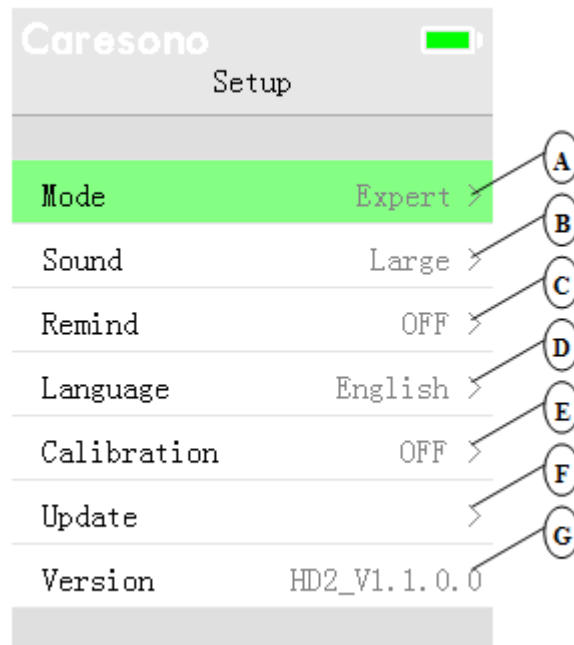 Caresono
Setup
Mode Expert > A
Sound Large > B
Remind OFF > C
Language English > D
Calibration OFF > E
Update > F
Version HD2_V1.1.0.0 G